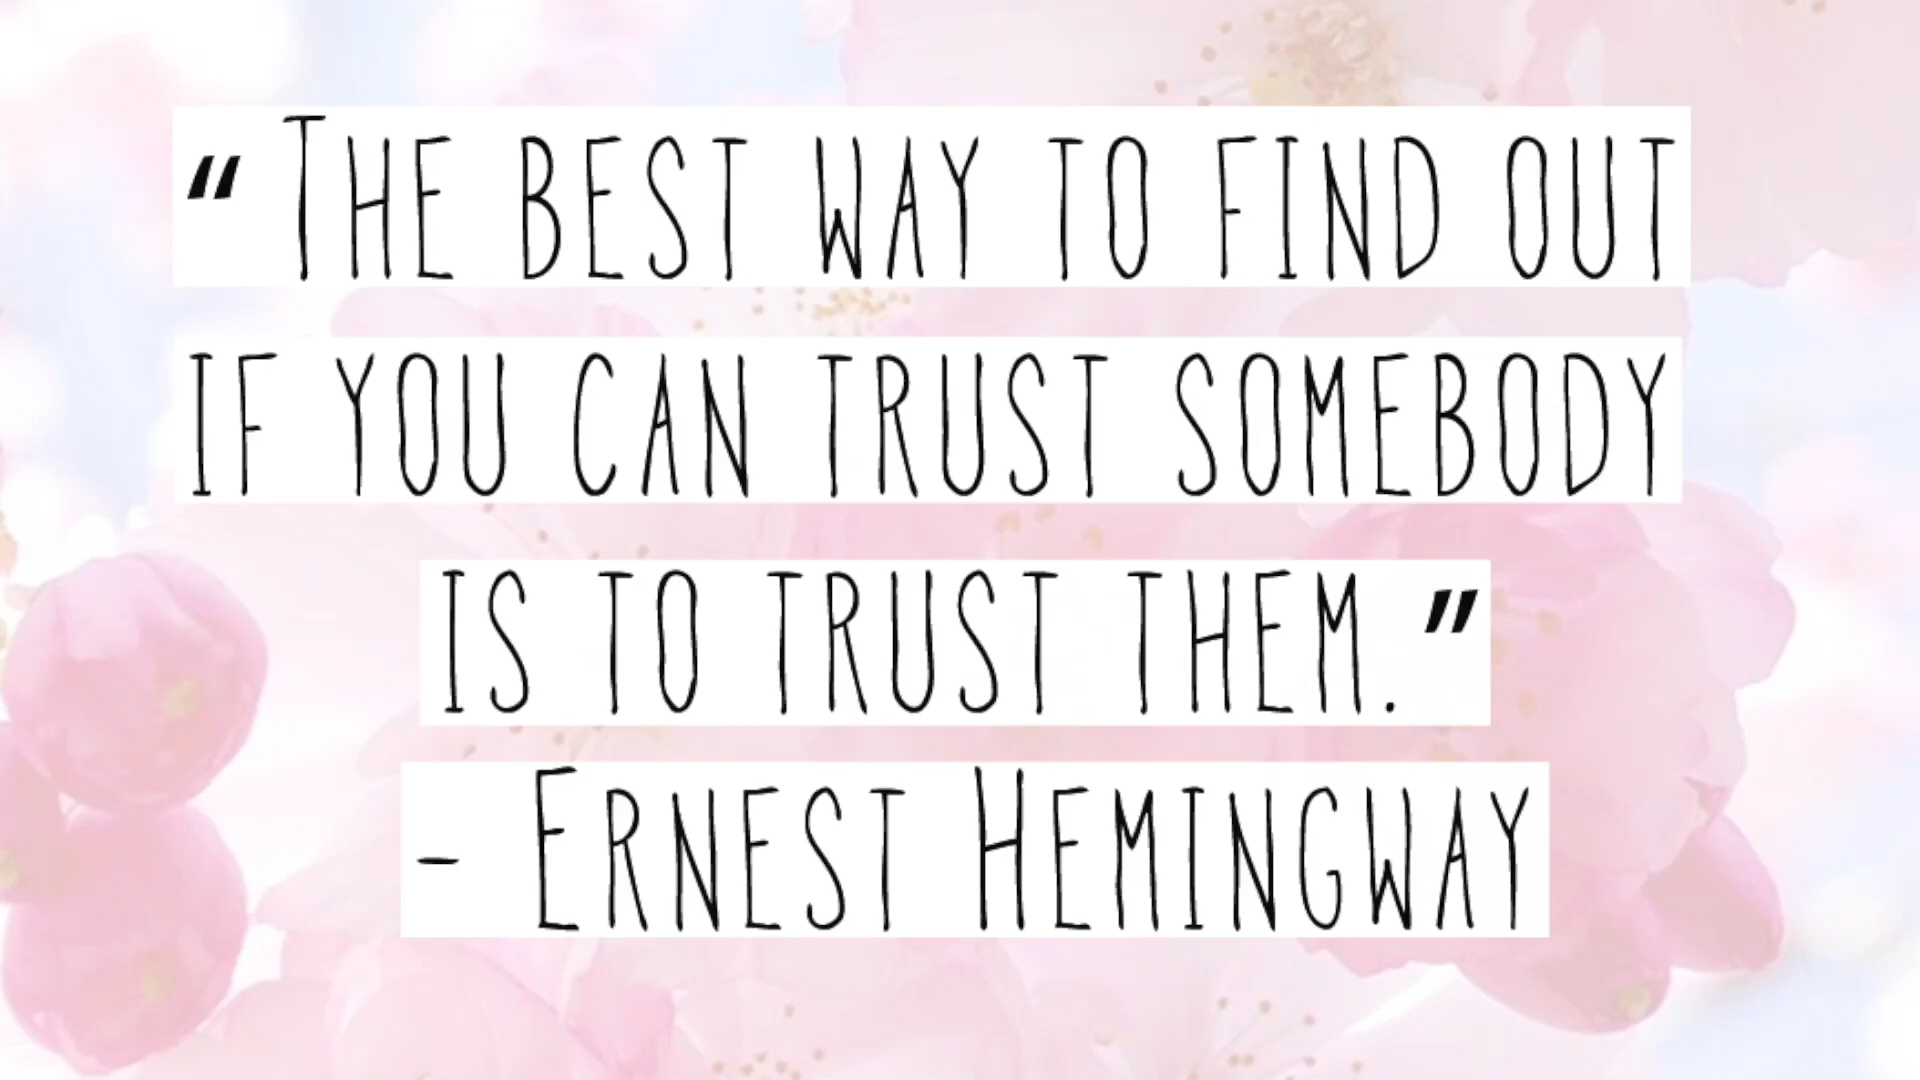 “The best way to find out
if you can trust somebody
is to trust them.”
- Ernest Hemingway